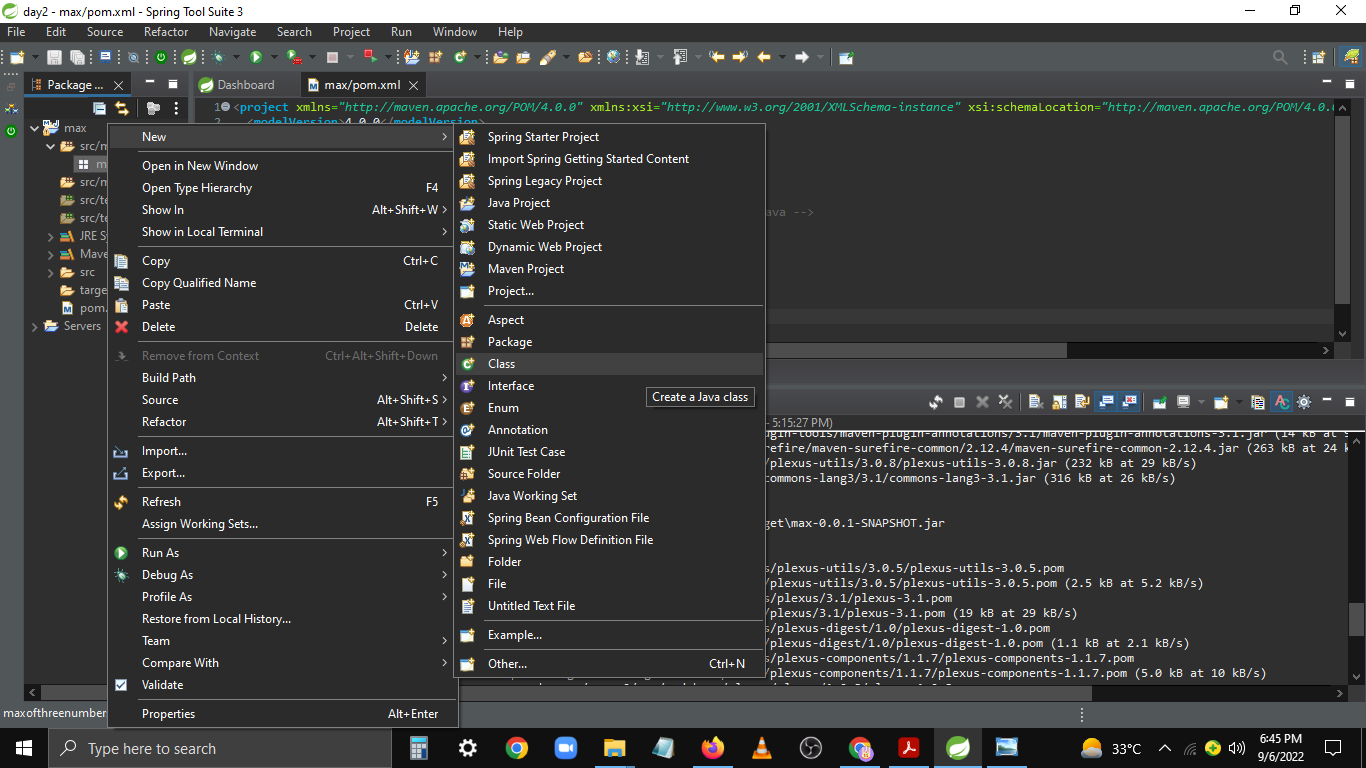 day2 - max/pom.xml - Spring Tool Suite 3
File Edit Source Refactor Navigate Search Project Run Window Help
Package ...
Dashboard
max/pom.xml
1 <project xmlns="http://maven.apache.org/POM/4.0.0" xmlns:xsi="http://www.w3.org/2001/XMLSchema-instance" xsi:schemaLocation="http://maven.apache.org/POM/4.0.
2 <modelVersion>4.0.0</modelVersion>
ava -->
max
src/m
m
src/m
src/te
src/te
JRE Sy
Mave
src
targe
pom.
Servers
New
Open in New Window
Open Type Hierarchy F4
Show In Alt+Shift+W
Show in Local Terminal
Copy Ctrl+C
Copy Qualified Name
Paste Ctrl+V
Delete Delete
Remove from Context Ctrl+Alt+Shift+Down
Build Path
Source Alt+Shift+S
Refactor Alt+Shift+T
Import...
Export...
Refresh F5
Assign Working Sets...
Run As
Debug As
Profile As
Restore from Local History...
Team
Compare With
Validate
Properties Alt+Enter
Spring Starter Project
Import Spring Getting Started Content
Spring Legacy Project
Java Project
Static Web Project
Dynamic Web Project
Maven Project
Project...
Aspect
Package
Class
Interface
Enum
Annotation
JUnit Test Case
Source Folder
Java Working Set
Spring Bean Configuration File
Spring Web Flow Definition File
Folder
File
Untitled Text File
Example...
Other... Ctrl+N
Create a Java class
- 5:15:27 PM)
ugin-tools/maven-plugin-annotations/3.1/maven-plugin-annotations-3.1.jar (14 kB at
refire/maven-surefire-common/2.12.4/maven-surefire-common-2.12.4.jar (263 kB at 24 k
/plexus-utils/3.0.8/plexus-utils-3.0.8.jar (232 kB at 29 kB/s)
commons-lang3/3.1/commons-lang3-3.1.jar (316 kB at 26 kB/s)
get\max-0.0.1-SNAPSHOT.jar
s/plexus-utils/3.0.5/plexus-utils-3.0.5.pom
/plexus-utils/3.0.5/plexus-utils-3.0.5.pom (2.5 kB at 5.2 kB/s)
s/plexus/3.1/plexus-3.1.pom
/plexus/3.1/plexus-3.1.pom (19 kB at 29 kB/s)
s/plexus-digest/1.0/plexus-digest-1.0.pom
/plexus-digest/1.0/plexus-digest-1.0.pom (1.1 kB at 2.1 kB/s)
s/plexus-components/1.1.7/plexus-components-1.1.7.pom
/plexus-components/1.1.7/plexus-components-1.1.7.pom (5.0 kB at 10 kB/s)
maxofthreenumber
Type here to search
33°C
6:45 PM
9/6/2022